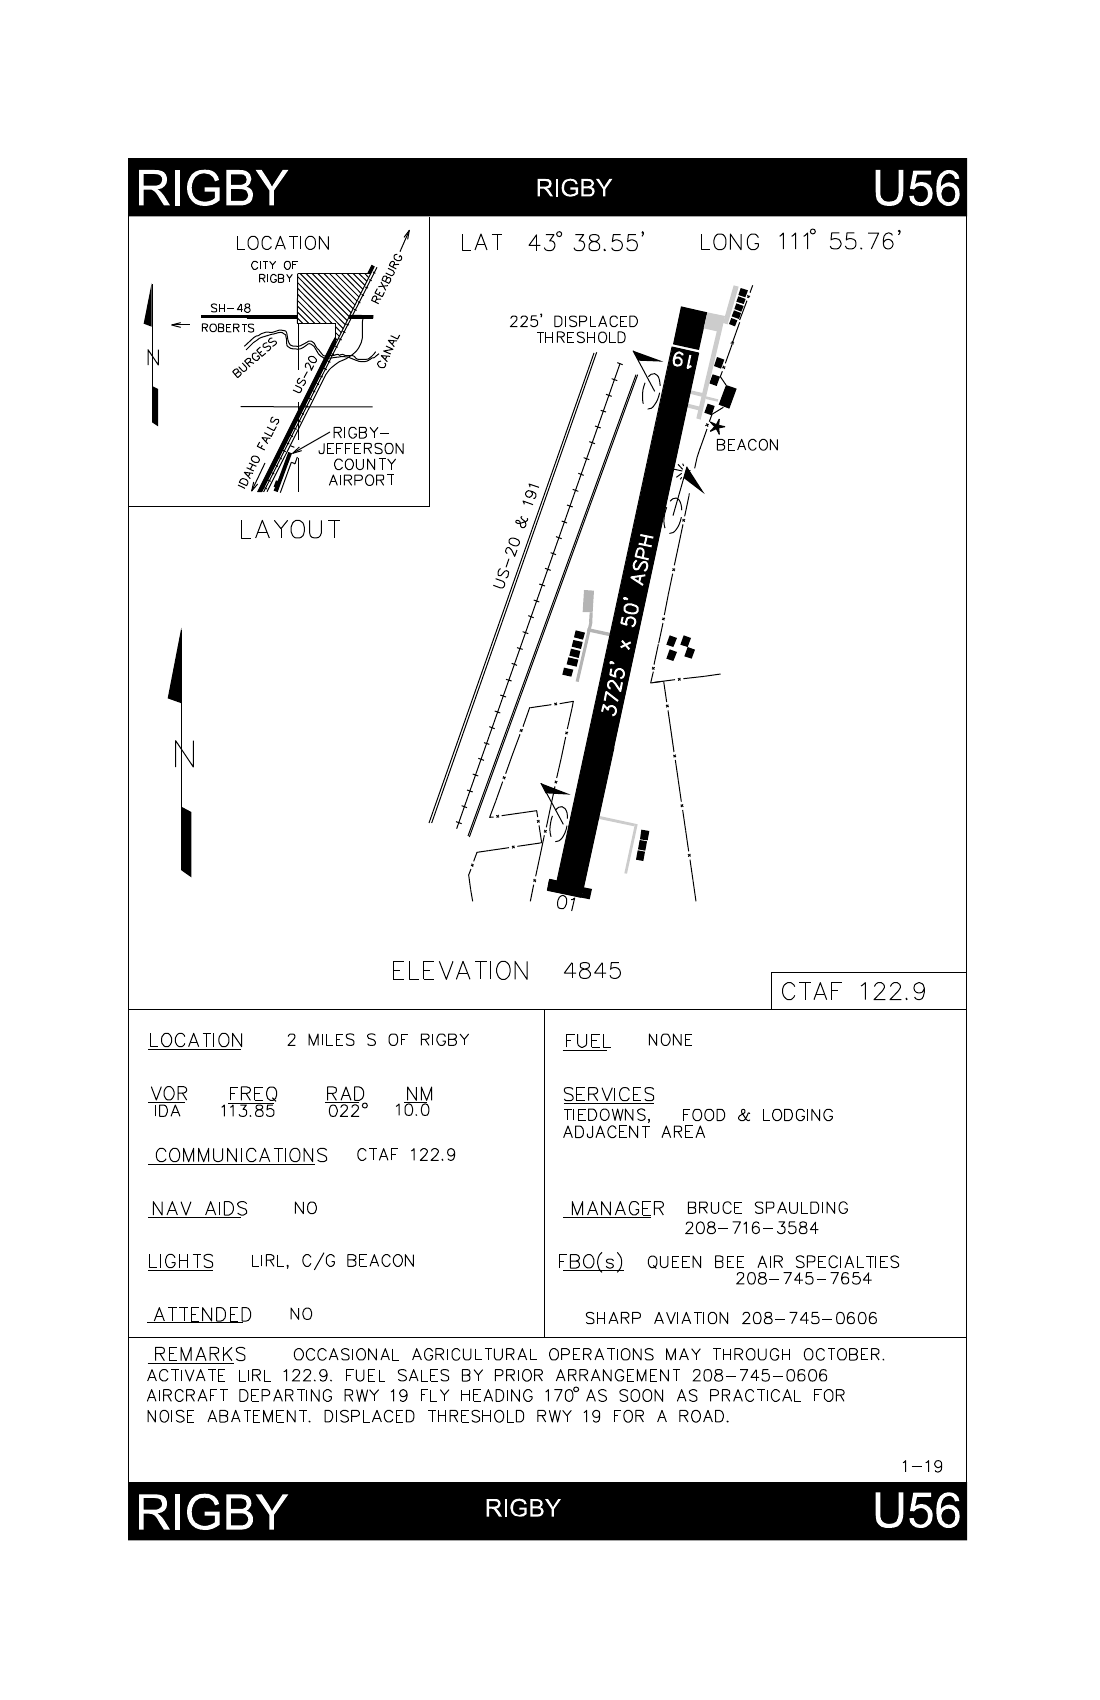 RIGBY RIGBY U56
LOCATION
CITY OF
RIGBY
SH-48
ROBERTS
BURGESS
CANAL
REXBURG
US-20
IDAHO FALLS
RIGBY-
JEFFERSON
COUNTY
AIRPORT
N
LAT 43° 38.55' LONG 111° 55.76'
225' DISPLACED
THRESHOLD
19
BEACON
LAYOUT
US-20 & 191
3725' x 50' ASPH
N
01
ELEVATION 4845
CTAF 122.9
LOCATION 2 MILES S OF RIGBY
VOR FREQ RAD NM
IDA 113.85 022° 10.0
COMMUNICATIONS CTAF 122.9
NAV AIDS NO
LIGHTS LIRL, C/G BEACON
ATTENDED NO
FUEL NONE
SERVICES
TIEDOWNS, FOOD & LODGING
ADJACENT AREA
MANAGER BRUCE SPAULDING
208-716-3584
FBO(s) QUEEN BEE AIR SPECIALTIES
208-745-7654
SHARP AVIATION 208-745-0606
REMARKS OCCASIONAL AGRICULTURAL OPERATIONS MAY THROUGH OCTOBER.
ACTIVATE LIRL 122.9. FUEL SALES BY PRIOR ARRANGEMENT 208-745-0606
AIRCRAFT DEPARTING RWY 19 FLY HEADING 170° AS SOON AS PRACTICAL FOR
NOISE ABATEMENT. DISPLACED THRESHOLD RWY 19 FOR A ROAD.
1-19
RIGBY RIGBY U56